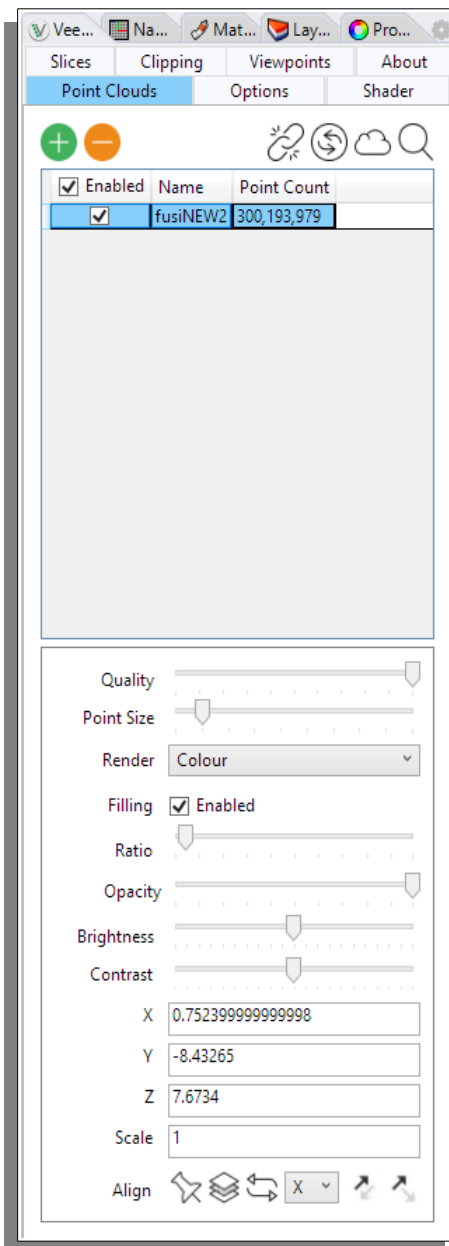 Vee... Na... Mat... Lay... Pro...
Slices Clipping Viewpoints About
Point Clouds Options Shader
Enabled Name Point Count
fusiNEW2 300,193,979
Quality
Point Size
Render Colour
Filling Enabled
Ratio
Opacity
Brightness
Contrast
X 0.752399999999998
Y -8.43265
Z 7.6734
Scale 1
Align X